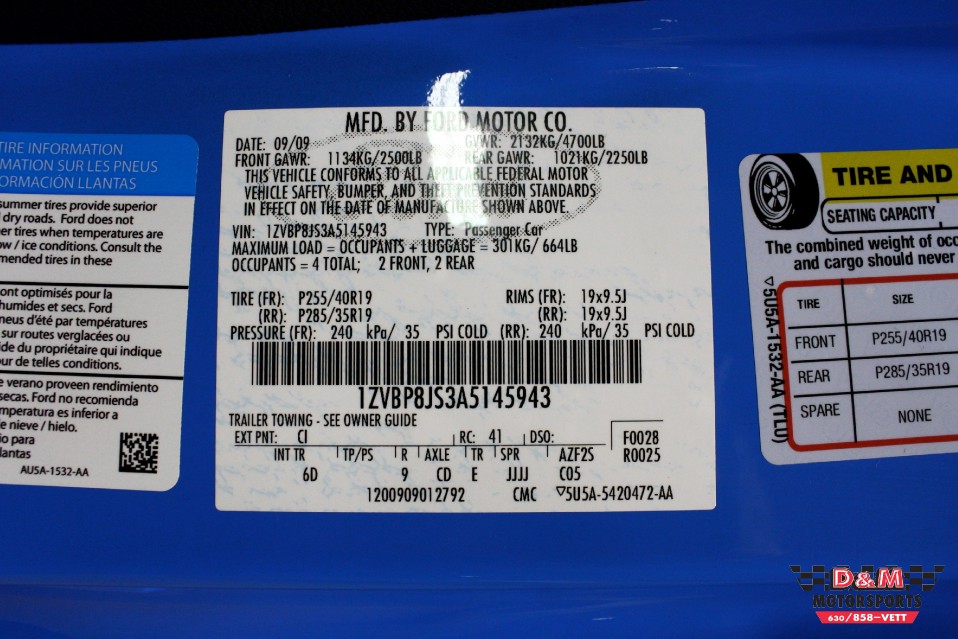 TIRE INFORMATION
MATION SUR LES PNEUS
ORMACIÓN LLANTAS
summer tires provide superior
dry roads. Ford does not
er tires when temperatures are
ow / ice conditions. Consult the
mended tires in these
ont optimisés pour la
humides et secs. Ford
neus d'été par températures
sur routes verglacées ou
de du propriétaire qui indique
our de telles conditions.
e verano proveen rendimiento
secas. Ford no recomienda
mperatura es inferior a
e nieve / hielo.
io para
lantas
AU5A-1532-AA
MFD. BY FORD MOTOR CO.
DATE: 09/09 GVWR: 2132KG/4700LB
FRONT GAWR: 1134KG/2500LB REAR GAWR: 1021KG/2250LB
THIS VEHICLE CONFORMS TO ALL APPLICABLE FEDERAL MOTOR
VEHICLE SAFETY, BUMPER, AND THEFT PREVENTION STANDARDS
IN EFFECT ON THE DATE OF MANUFACTURE SHOWN ABOVE.
VIN: 1ZVBP8JS3A5145943 TYPE: Passenger Car
MAXIMUM LOAD = OCCUPANTS + LUGGAGE = 301KG/ 664LB
OCCUPANTS = 4 TOTAL; 2 FRONT, 2 REAR
TIRE (FR): P255/40R19 RIMS (FR): 19x9.5J
(RR): P285/35R19 (RR): 19x9.5J
PRESSURE (FR): 240 kPa/ 35 PSI COLD (RR): 240 kPa/ 35 PSI COLD
1ZVBP8JS3A5145943
TRAILER TOWING - SEE OWNER GUIDE
EXT PNT: CI RC: 41 DSO: F0028
R0025
INT TR TP/PS R AXLE TR SPR AZF2S
6D 9 CD E JJJJ C05
1200909012792 CMC ▽5U5A-5420472-AA
TIRE AND
SEATING CAPACITY
The combined weight of occ
and cargo should never
▽5U5A-1532-AA (1L0)
TIRE SIZE
FRONT P255/40R19
REAR P285/35R19
SPARE NONE
D&M
MOTORSPORTS
630/858-VETT